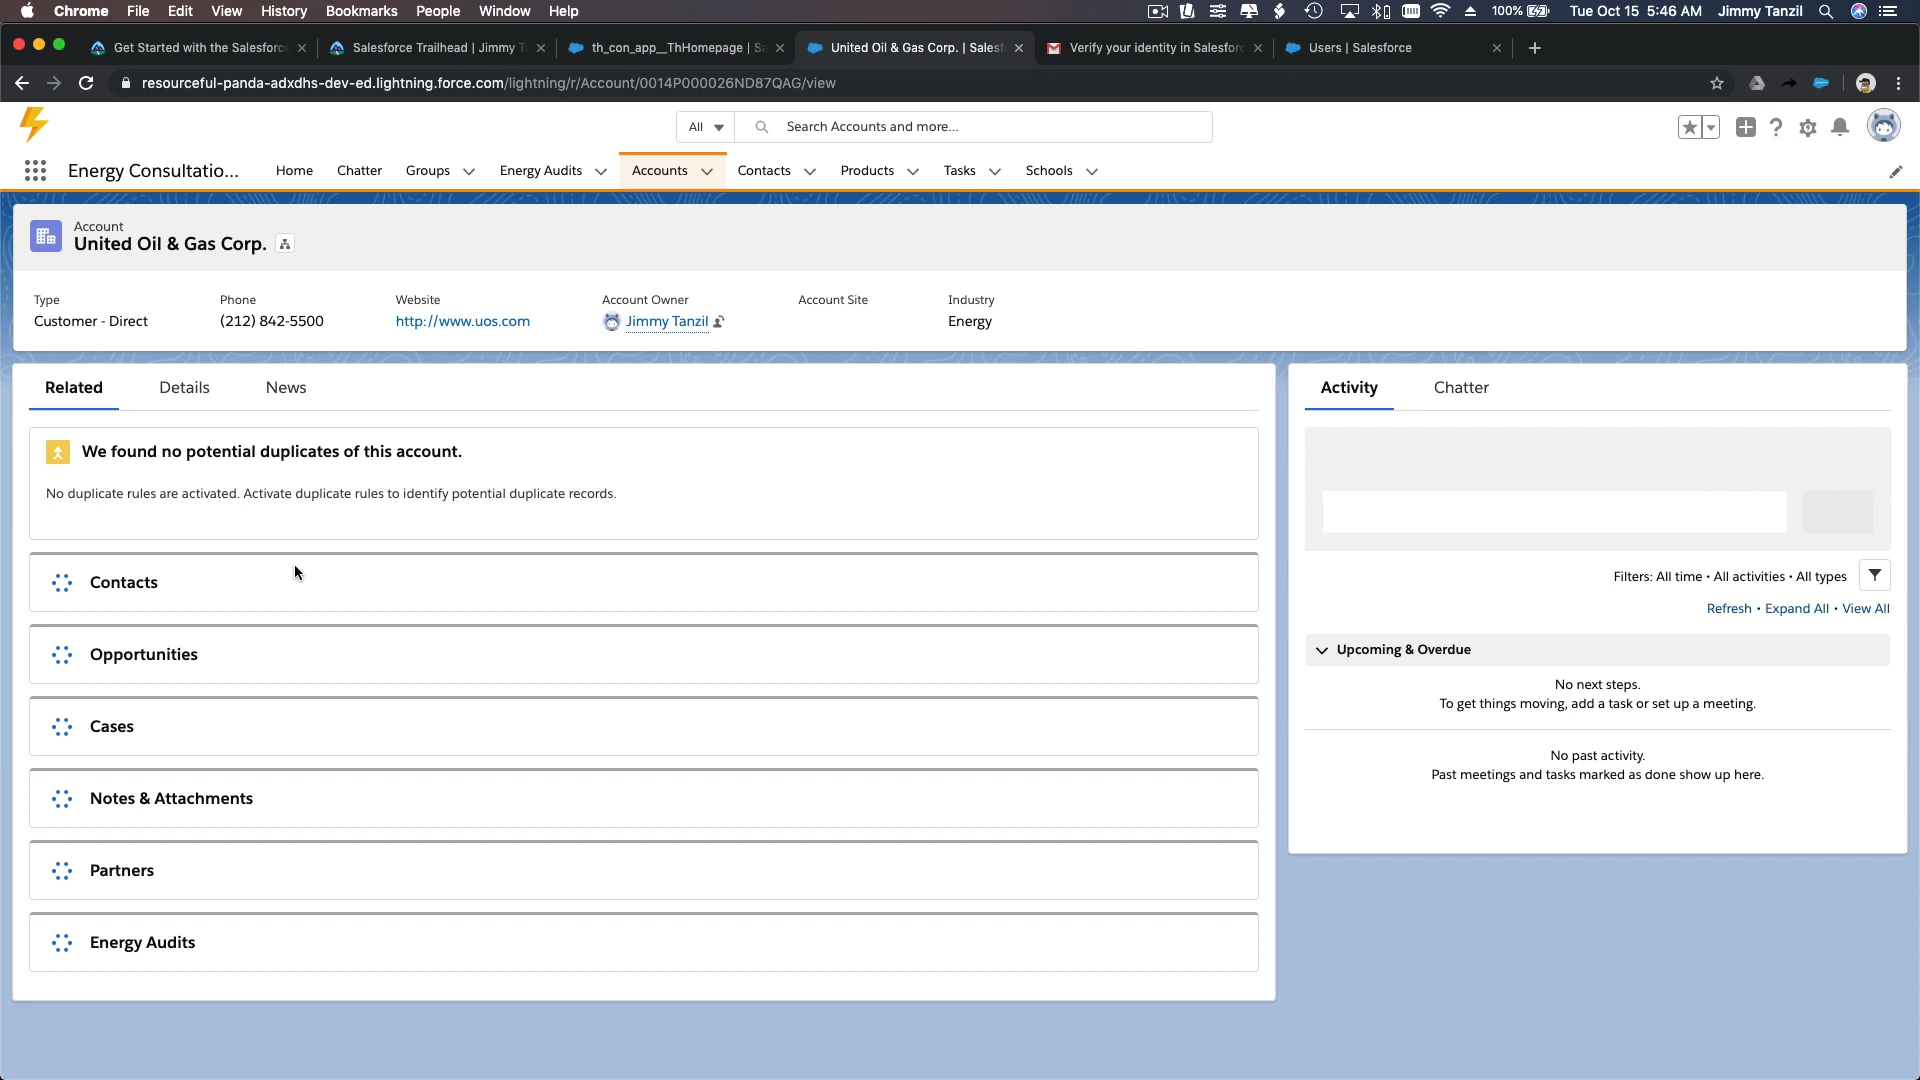 Chrome File Edit View History Bookmarks People Window Help 100% Tue Oct 15 5:46 AM Jimmy Tanzil
Get Started with the Salesforce Salesforce Trailhead | Jimmy T th_con_app__ThHomepage | Sa United Oil & Gas Corp. | Salesf Verify your identity in Salesforc Users | Salesforce
resourceful-panda-adxdhs-dev-ed.lightning.force.com/lightning/r/Account/0014P000026ND87QAG/view
All Search Accounts and more...
Energy Consultatio... Home Chatter Groups Energy Audits Accounts Contacts Products Tasks Schools
Account
United Oil & Gas Corp.
Type Phone Website Account Owner Account Site Industry
Customer - Direct (212) 842-5500 http://www.uos.com Jimmy Tanzil Energy
Related Details News
We found no potential duplicates of this account.
No duplicate rules are activated. Activate duplicate rules to identify potential duplicate records.
Contacts
Opportunities
Cases
Notes & Attachments
Partners
Energy Audits
Activity Chatter
Filters: All time • All activities • All types
Refresh • Expand All • View All
Upcoming & Overdue
No next steps.
To get things moving, add a task or set up a meeting.
No past activity.
Past meetings and tasks marked as done show up here.